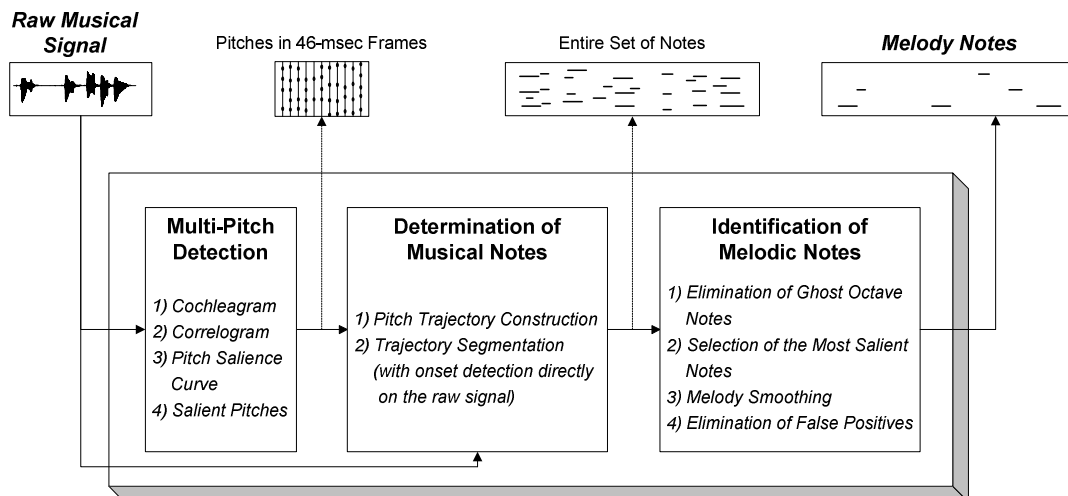 Raw Musical
Signal
Pitches in 46-msec Frames
Entire Set of Notes
Melody Notes
Multi-Pitch
Detection
1) Cochleagram
2) Correlogram
3) Pitch Salience
Curve
4) Salient Pitches
Determination of
Musical Notes
1) Pitch Trajectory Construction
2) Trajectory Segmentation
(with onset detection directly
on the raw signal)
Identification of
Melodic Notes
1) Elimination of Ghost Octave
Notes
2) Selection of the Most Salient
Notes
3) Melody Smoothing
4) Elimination of False Positives